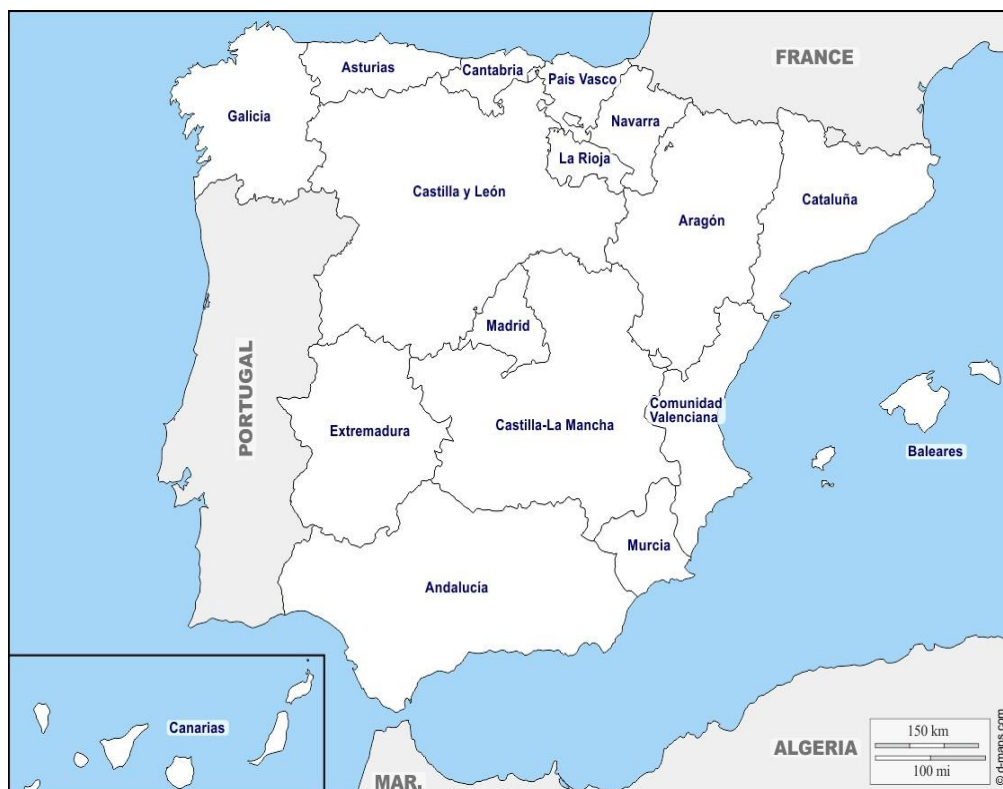 FRANCE
Asturias
Cantabria
País Vasco
Galicia
Navarra
La Rioja
Castilla y León
Aragón
Cataluña
Madrid
PORTUGAL
Comunidad
Valenciana
Extremadura
Castilla-La Mancha
Baleares
Murcia
Andalucía
Canarias
150 km
100 mi
ALGERIA
MAR.
© d-maps.com